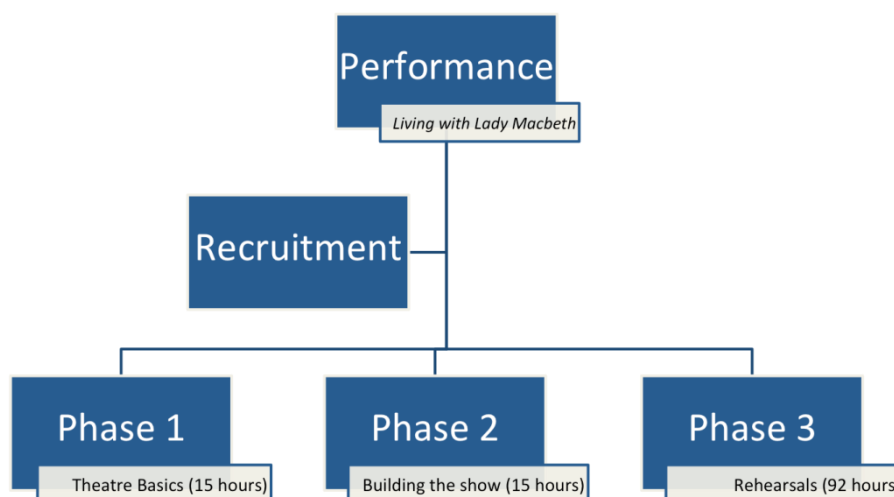 Performance
Living with Lady Macbeth
Recruitment
Phase 1
Theatre Basics (15 hours)
Phase 2
Building the show (15 hours)
Phase 3
Rehearsals (92 hours